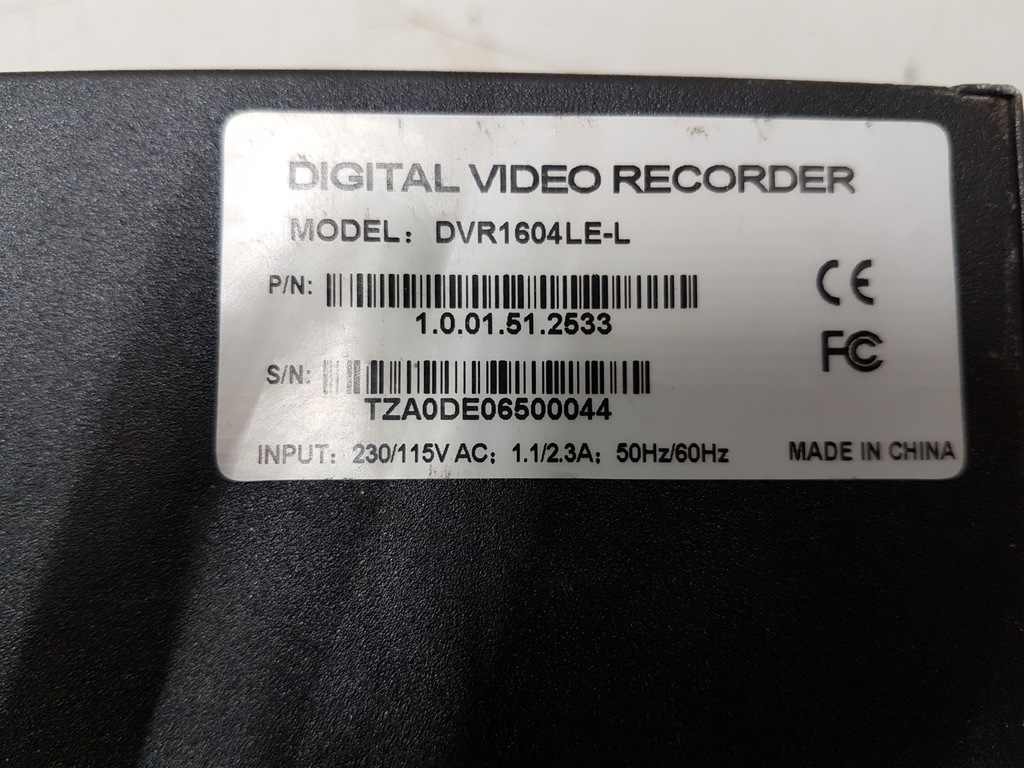 DIGITAL VIDEO RECORDER
MODEL: DVR1604LE-L
P/N:
1.0.01.51.2533
CE
FC
S/N:
TZA0DE06500044
INPUT: 230/115V AC; 1.1/2.3A; 50Hz/60Hz MADE IN CHINA